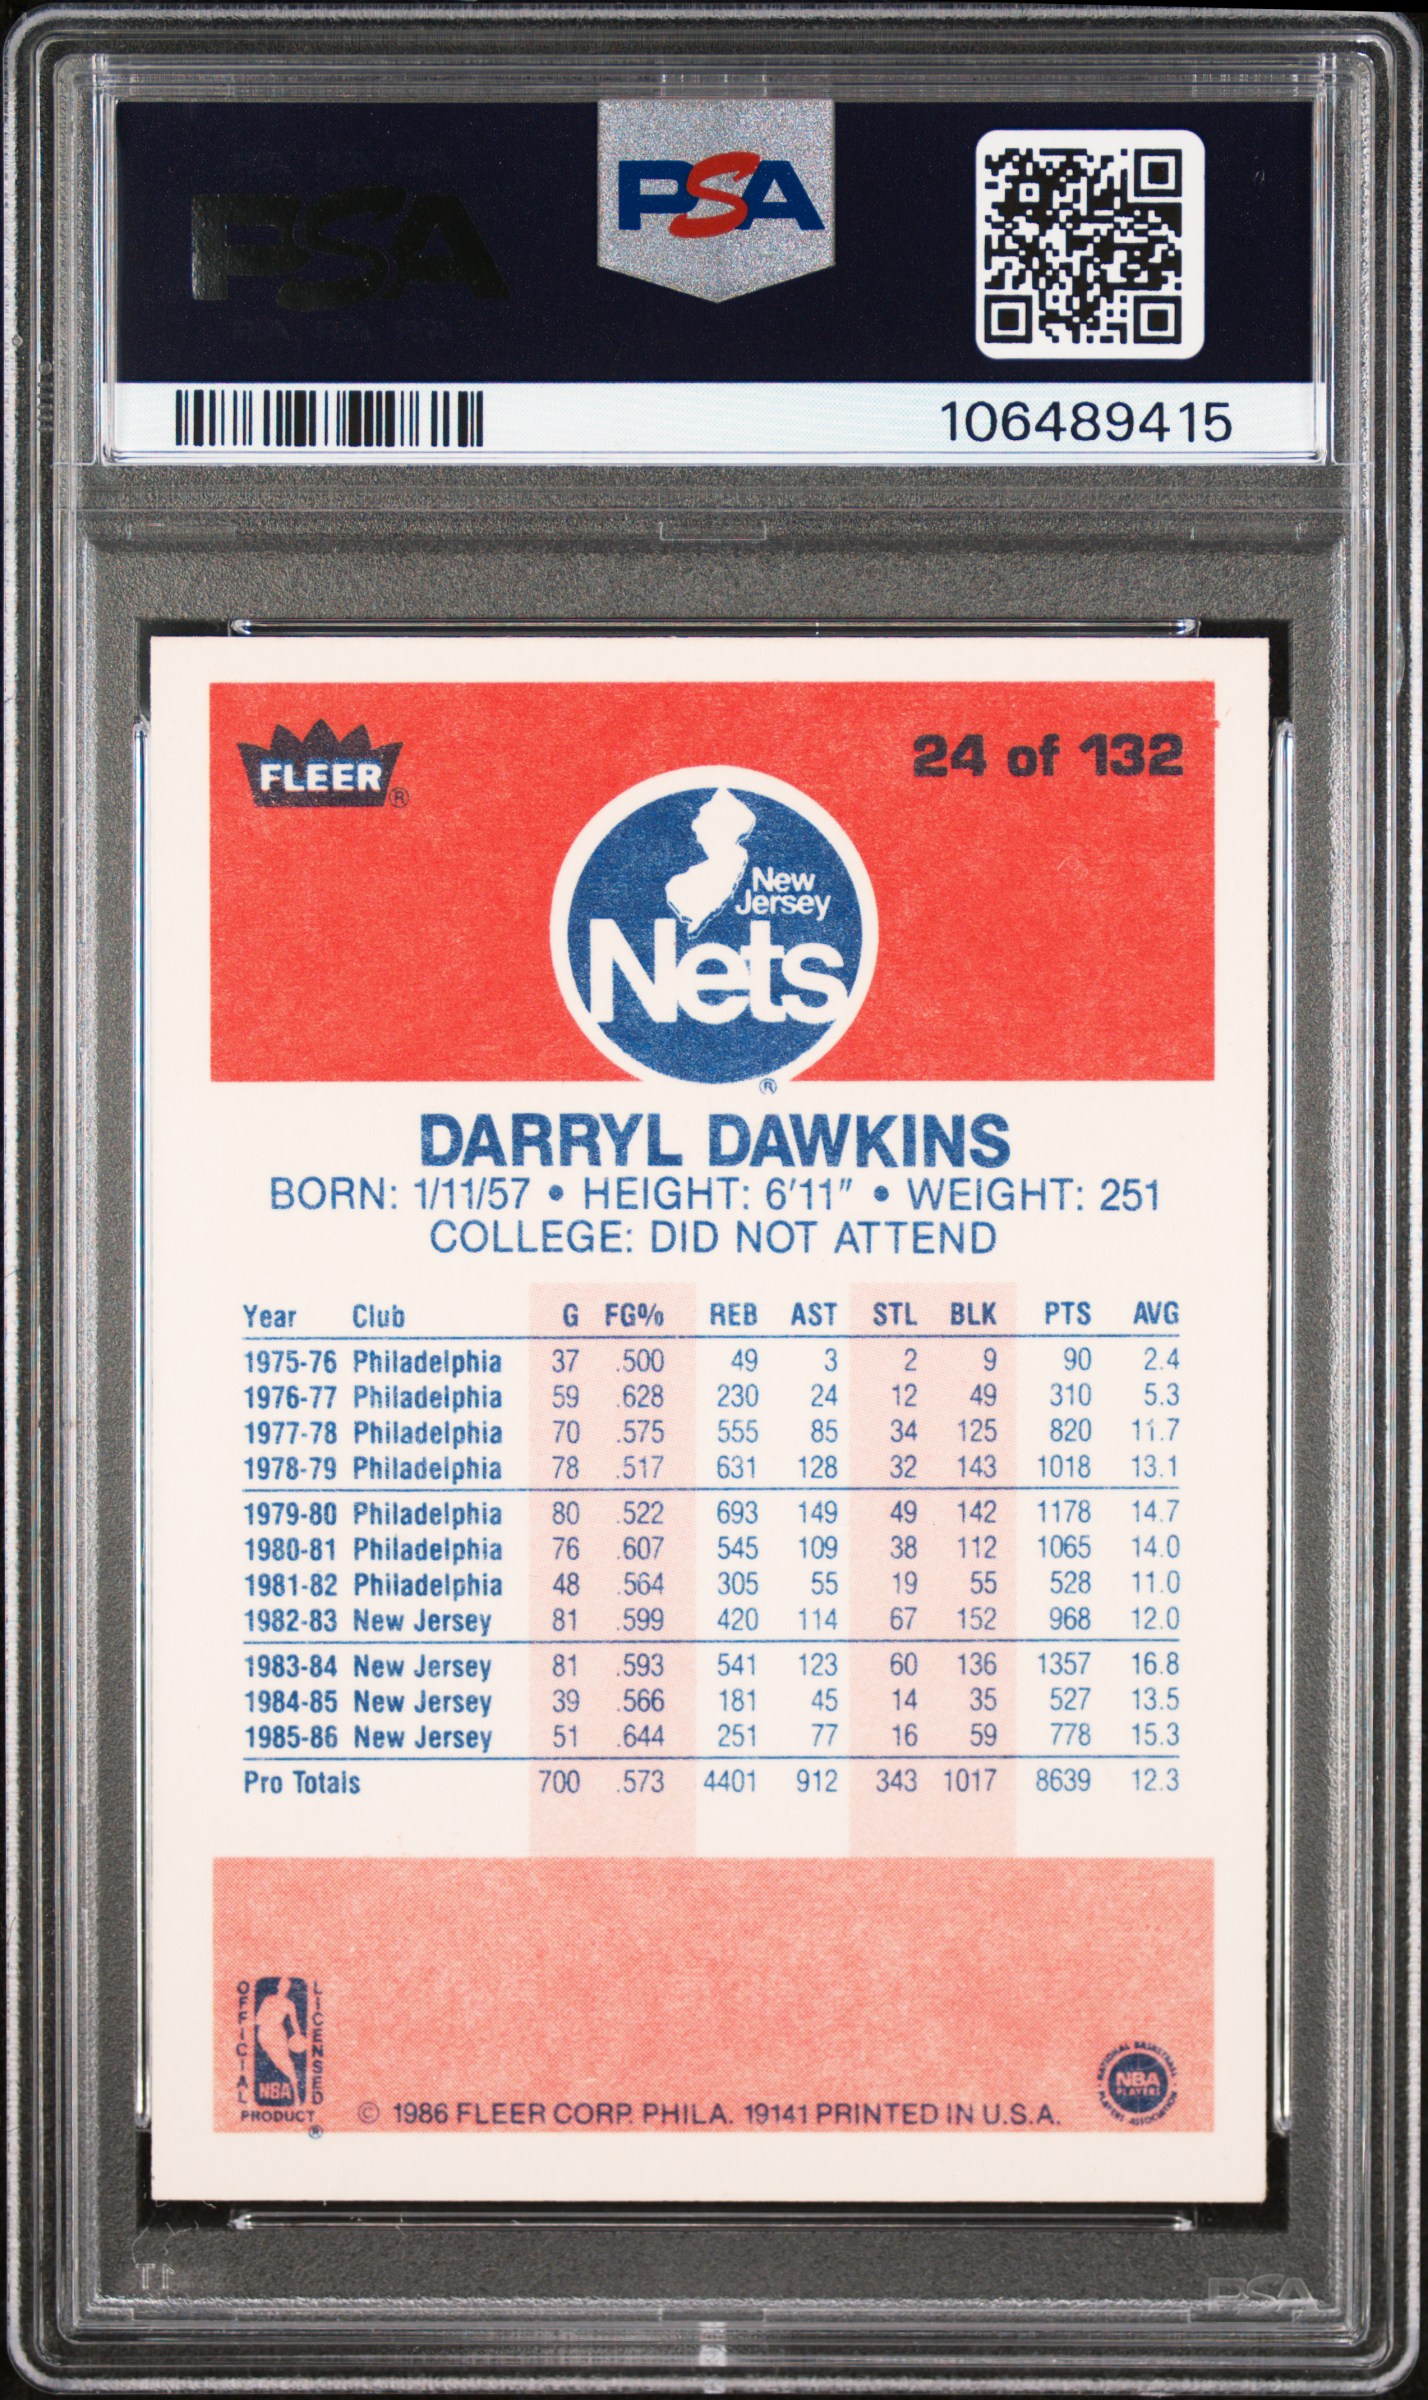 PSA
PSA
106489415
FLEER®
24 of 132
New
Jersey
Nets
®
DARRYL DAWKINS
BORN: 1/11/57 • HEIGHT: 6'11" • WEIGHT: 251
COLLEGE: DID NOT ATTEND
Year Club G FG% REB AST STL BLK PTS AVG
1975-76 Philadelphia 37 .500 49 3 2 9 90 2.4
1976-77 Philadelphia 59 .628 230 24 12 49 310 5.3
1977-78 Philadelphia 70 .575 555 85 34 125 820 11.7
1978-79 Philadelphia 78 .517 631 128 32 143 1018 13.1
1979-80 Philadelphia 80 .522 693 149 49 142 1178 14.7
1980-81 Philadelphia 76 .607 545 109 38 112 1065 14.0
1981-82 Philadelphia 48 .564 305 55 19 55 528 11.0
1982-83 New Jersey 81 .599 420 114 67 152 968 12.0
1983-84 New Jersey 81 .593 541 123 60 136 1357 16.8
1984-85 New Jersey 39 .566 181 45 14 35 527 13.5
1985-86 New Jersey 51 .644 251 77 16 59 778 15.3
Pro Totals 700 .573 4401 912 343 1017 8639 12.3
OFFICIAL
LICENSED
NBA
PRODUCT
®
© 1986 FLEER CORP. PHILA. 19141 PRINTED IN U.S.A.
NATIONAL BASKETBALL
NBA
PLAYERS
PLAYERS ASSOCIATION
PSA